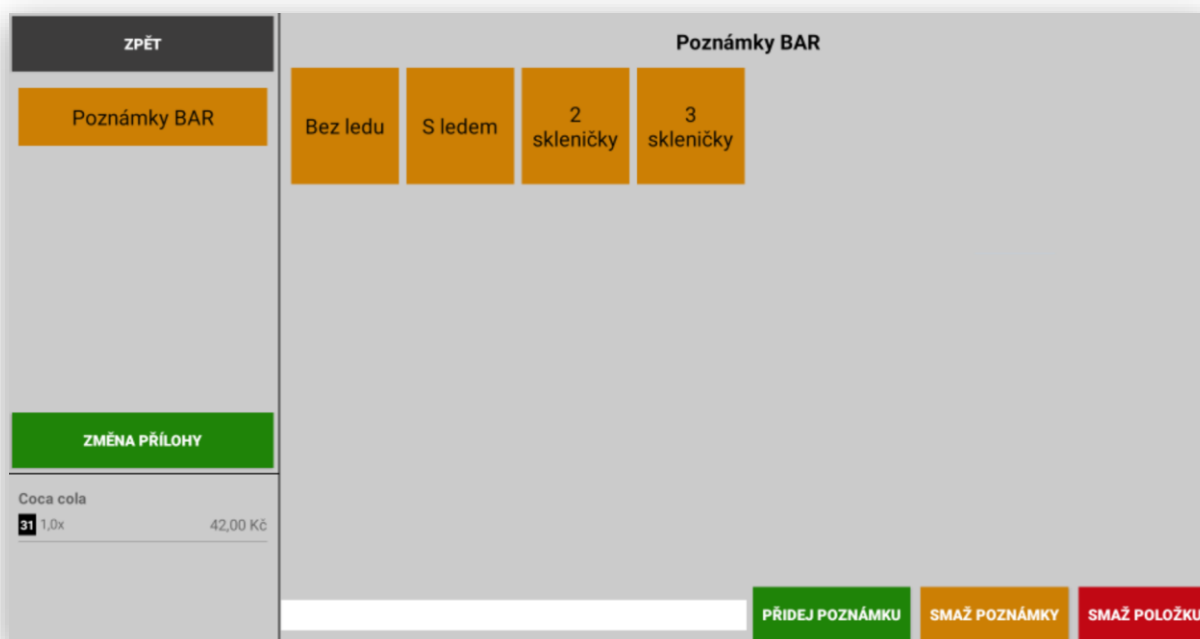 ZPĚT
Poznámky BAR
ZMĚNA PŘÍLOHY
Coca cola
31 1,0x 42,00 Kč
Poznámky BAR
Bez ledu
S ledem
2
skleničky
3
skleničky
PŘIDEJ POZNÁMKU
SMAŽ POZNÁMKY
SMAŽ POLOŽKU